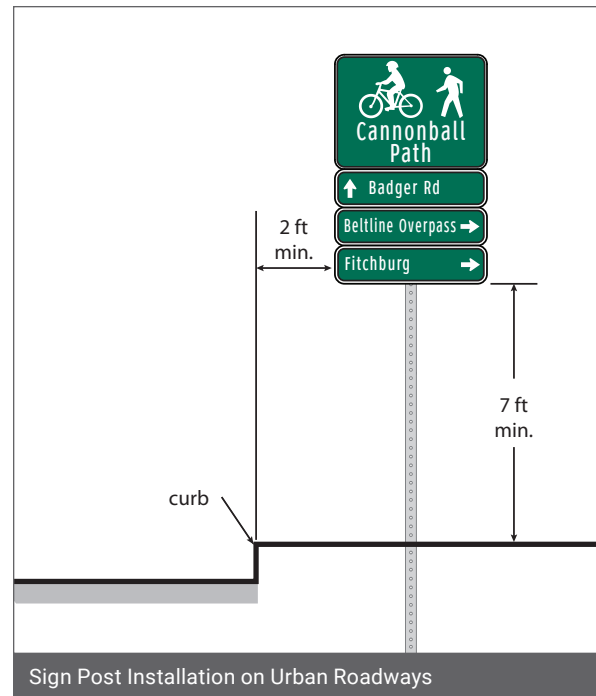 Cannonball
Path
Badger Rd
Beltline Overpass
Fitchburg
2 ft
min.
7 ft
min.
curb
Sign Post Installation on Urban Roadways